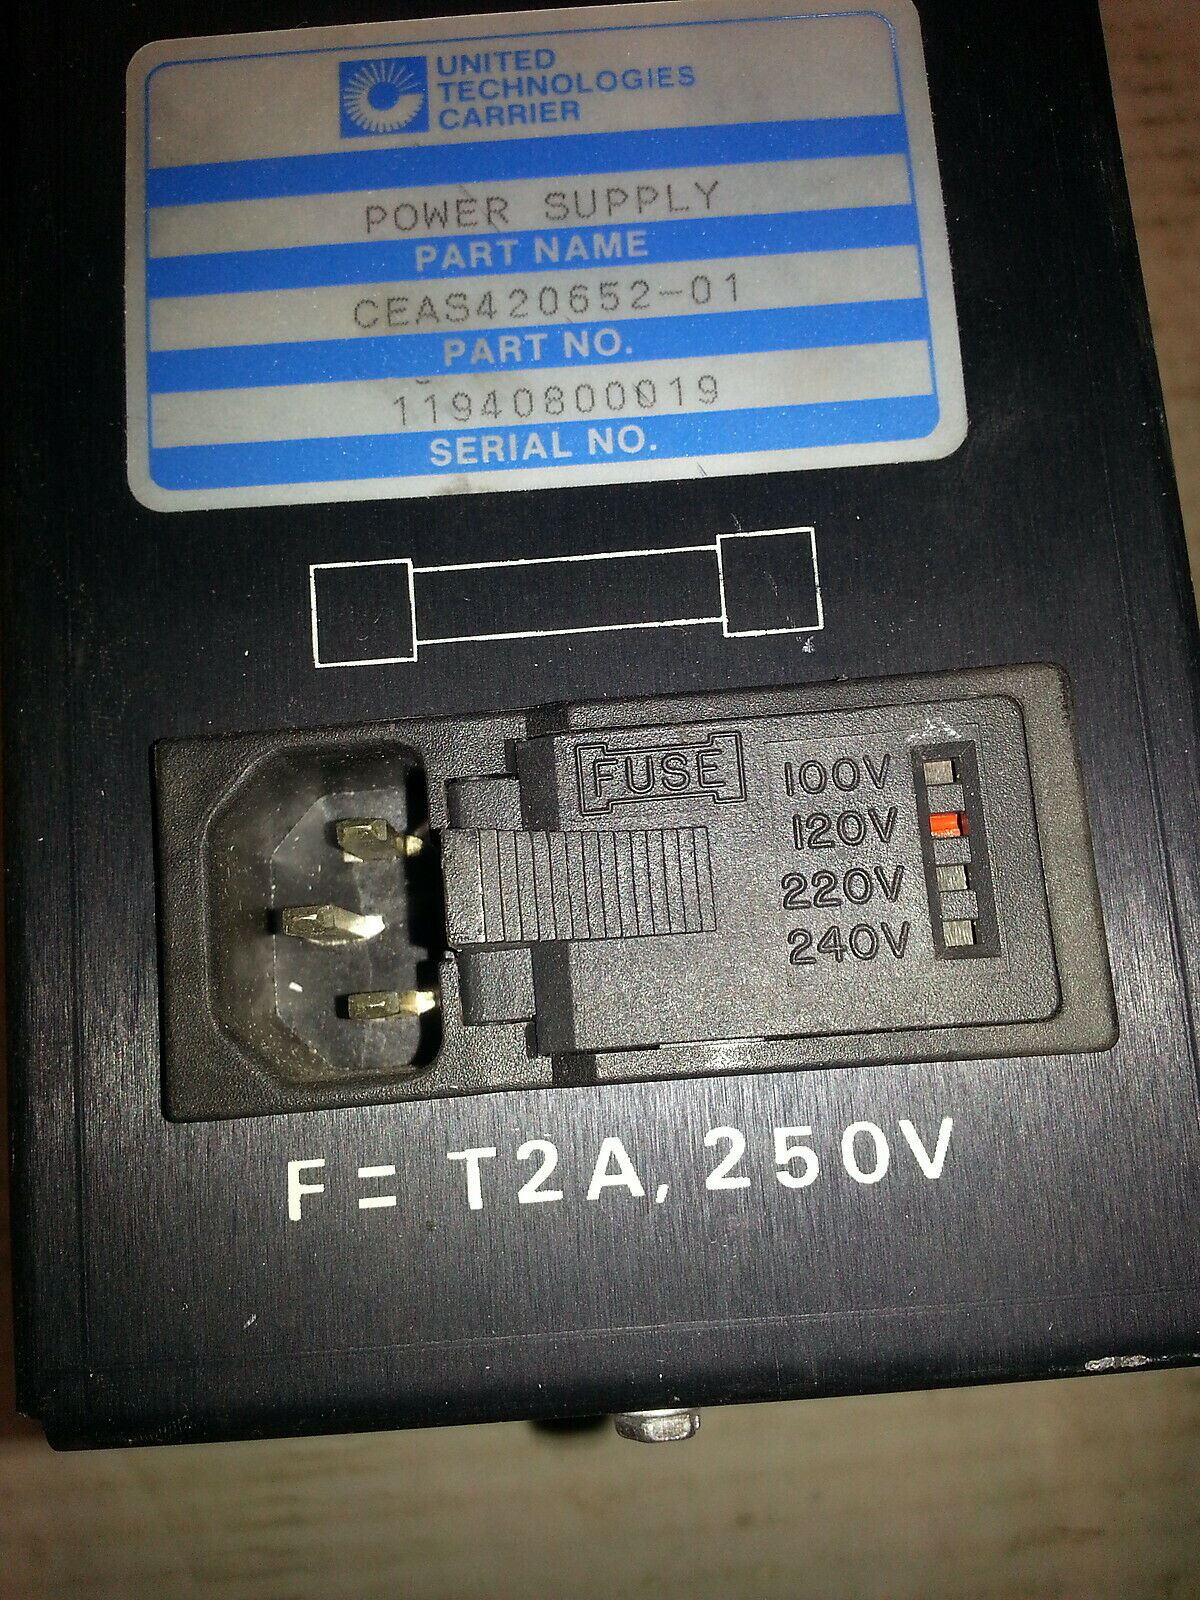 UNITED
TECHNOLOGIES
CARRIER
POWER SUPPLY
PART NAME
CEAS420652-01
PART NO.
11940800019
SERIAL NO.
FUSE
100V
120V
220V
240V
F = T2A, 250V